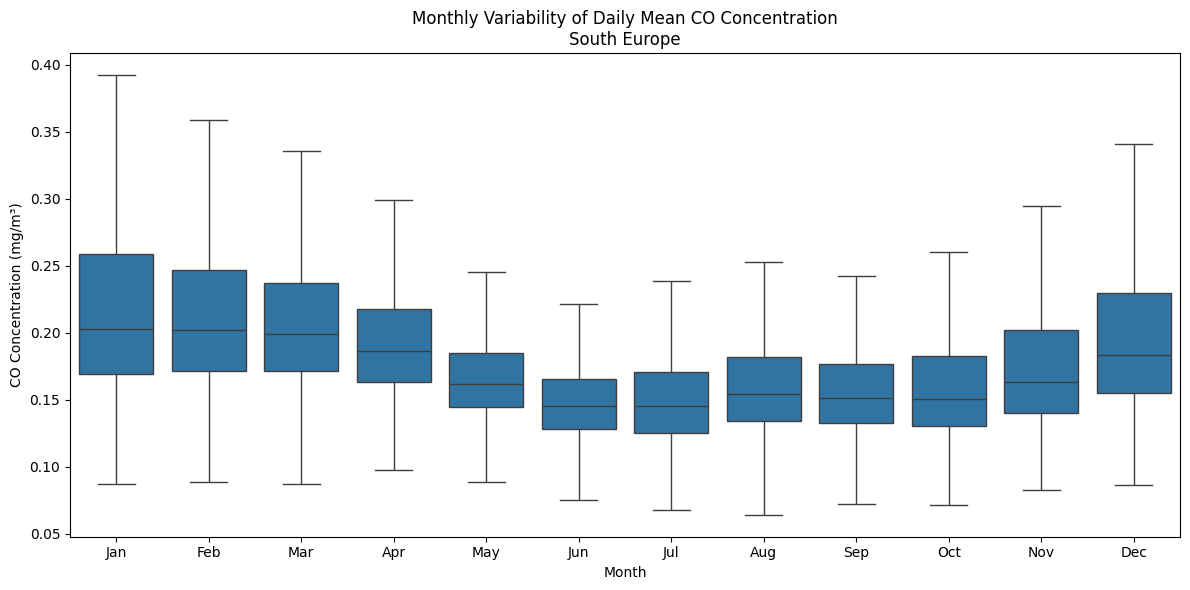 Monthly Variability of Daily Mean CO Concentration
South Europe
CO Concentration (mg/m³)
0.40
0.35
0.30
0.25
0.20
0.15
0.10
0.05
Jan Feb Mar Apr May Jun Jul Aug Sep Oct Nov Dec
Month